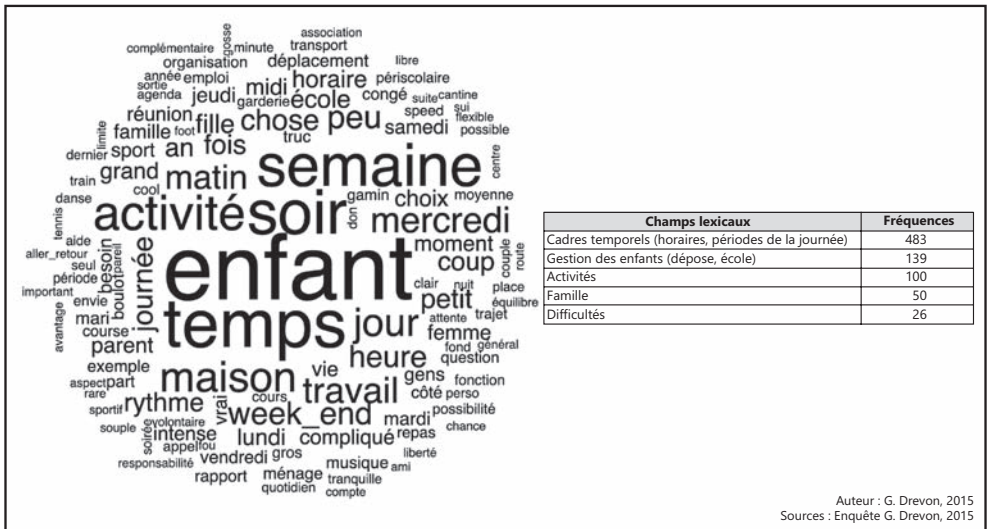 association
complémentaire gosse minute transport
organisation déplacement libre
année emploi midi horaire périscolaire
sortie
agenda jeudi garderie école congé suite cantine
réunion fille chose peu speed sui flexible
limite famille foot truc samedi possible
dernier sport an fois semaine centre
train grand matin
danse cool gamin choix moyenne
tennis activité soir don mercredi
aide enfant moment couple route
aller_retour besoin pareil journée coup
seul
période boulot clair nuit place
important envie temps petit équilibre
avantage mari jour attente trajet
course femme fond général
parent heure question
exemple maison vie gens fonction
aspect part travail côté perso
rare rythme vrai cours
sportif week_end mardi possibilité
souple soirée volontaire chance
intense lundi compliqué repas
appel fou liberté
responsabilité vendredi gros musique ami
rapport ménage tranquille
quotidien compte
Champs lexicaux Fréquences
Cadres temporels (horaires, périodes de la journée) 483
Gestion des enfants (dépose, école) 139
Activités 100
Famille 50
Difficultés 26
Auteur : G. Drevon, 2015
Sources : Enquête G. Drevon, 2015